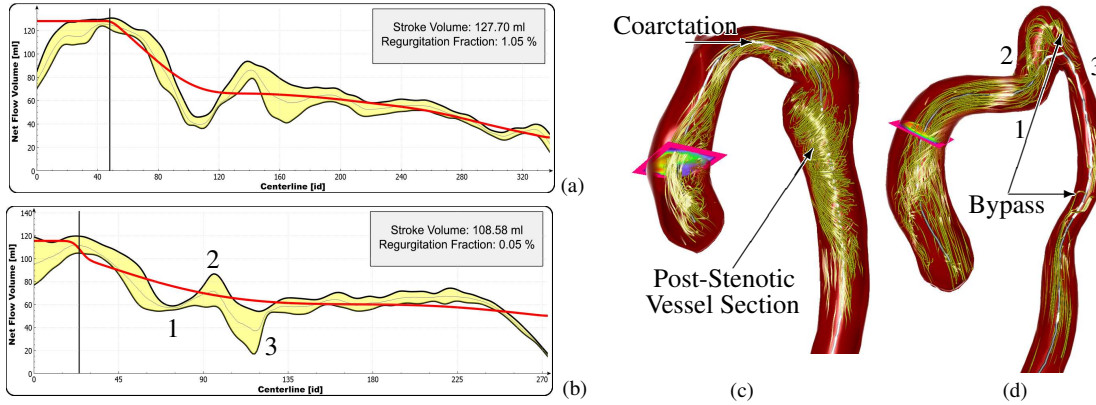 Net Flow Volume [ml]
120
100
80
60
40
20
0
Stroke Volume: 127.70 ml
Regurgitation Fraction: 1.05 %
0 40 80 120 160 200 240 280 320
Centerline [id]
(a)
Net Flow Volume [ml]
140
120
100
80
60
40
20
0
Stroke Volume: 108.58 ml
Regurgitation Fraction: 0.05 %
1
2
3
0 45 90 135 180 225 270
Centerline [id]
(b)
Coarctation
Post-Stenotic
Vessel Section
(c)
2
3
1
Bypass
(d)